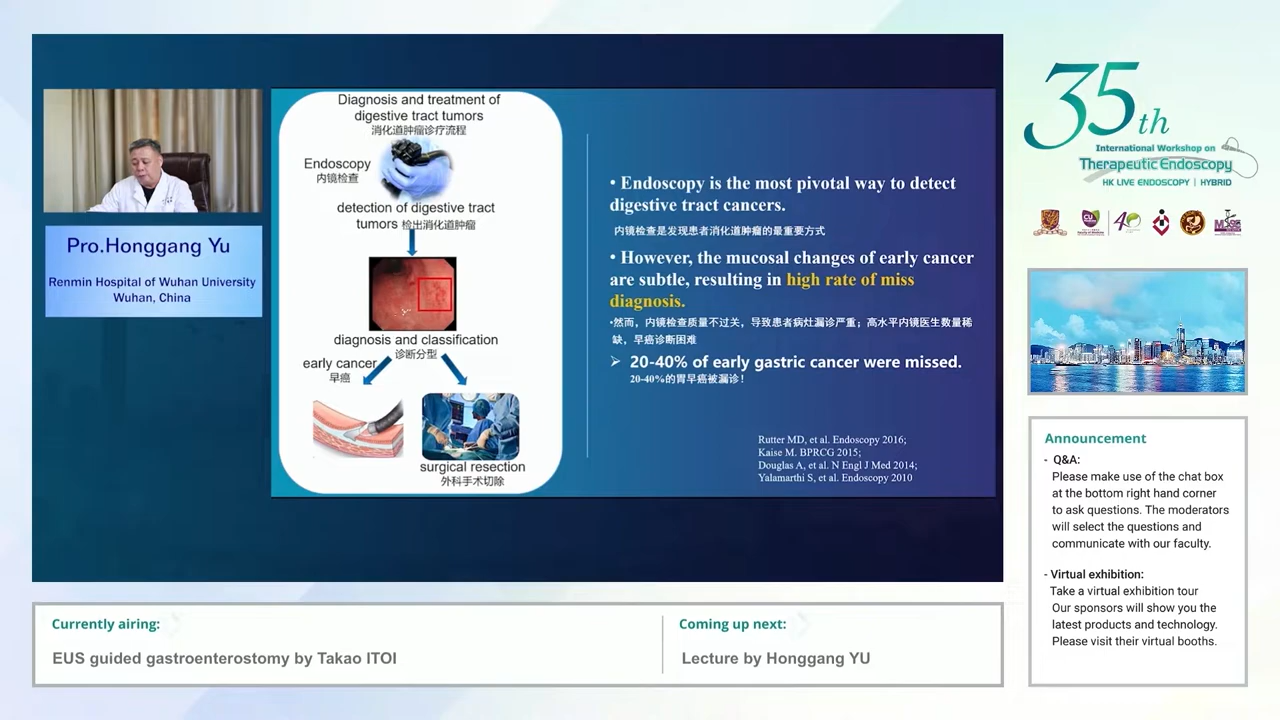 Pro.Honggang Yu
Renmin Hospital of Wuhan University
Wuhan, China
Diagnosis and treatment of
digestive tract tumors
消化道肿瘤诊疗流程
Endoscopy
内镜检查
detection of digestive tract
tumors 检出消化道肿瘤
diagnosis and classification
诊断分型
early cancer
早癌
surgical resection
外科手术切除
• Endoscopy is the most pivotal way to detect
digestive tract cancers.
内镜检查是发现患者消化道肿瘤的最重要方式
• However, the mucosal changes of early cancer
are subtle, resulting in high rate of miss
diagnosis.
•然而，内镜检查质量不过关，导致患者病灶漏诊严重；高水平内镜医生数量稀
缺，早癌诊断困难
➢ 20-40% of early gastric cancer were missed.
20-40%的胃早癌被漏诊！
Rutter MD, et al. Endoscopy 2016;
Kaise M. BPRCG 2015;
Douglas A, et al. N Engl J Med 2014;
Yalamarthi S, et al. Endoscopy 2010
35th
International Workshop on
Therapeutic Endoscopy
HK LIVE ENDOSCOPY | HYBRID
Announcement
- Q&A:
Please make use of the chat box
at the bottom right hand corner
to ask questions. The moderators
will select the questions and
communicate with our faculty.
- Virtual exhibition:
Take a virtual exhibition tour
Our sponsors will show you the
latest products and technology.
Please visit their virtual booths.
Currently airing:
EUS guided gastroenterostomy by Takao ITOI
Coming up next:
Lecture by Honggang YU